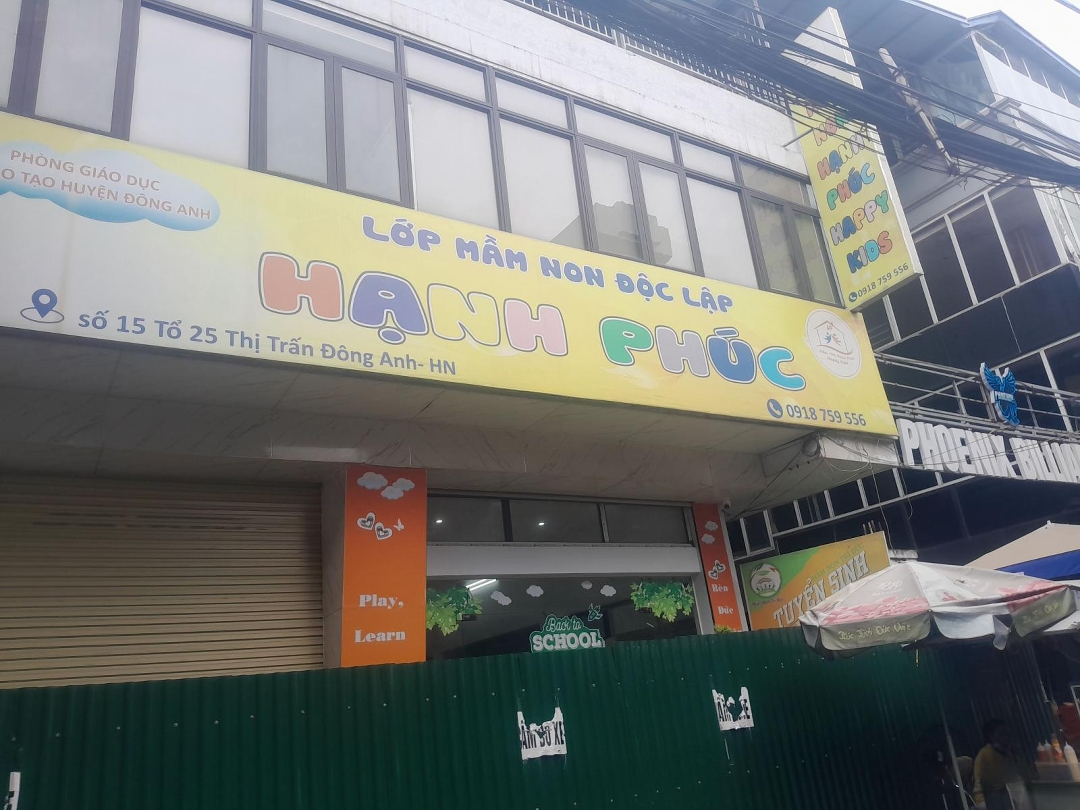 PHÒNG GIÁO DỤC
O TẠO HUYỆN ĐÔNG ANH
LỚP MẦM NON ĐỘC LẬP
HẠNH PHÚC
số 15 Tổ 25 Thị Trấn Đông Anh- HN
0918 759 556
HẠNH
PHÚC
HAPPY
KIDS
0918 759 556
PHOENIX
Play,
Learn
Rèn
Đức
Back to
SCHOOL
TUYỂN SINH